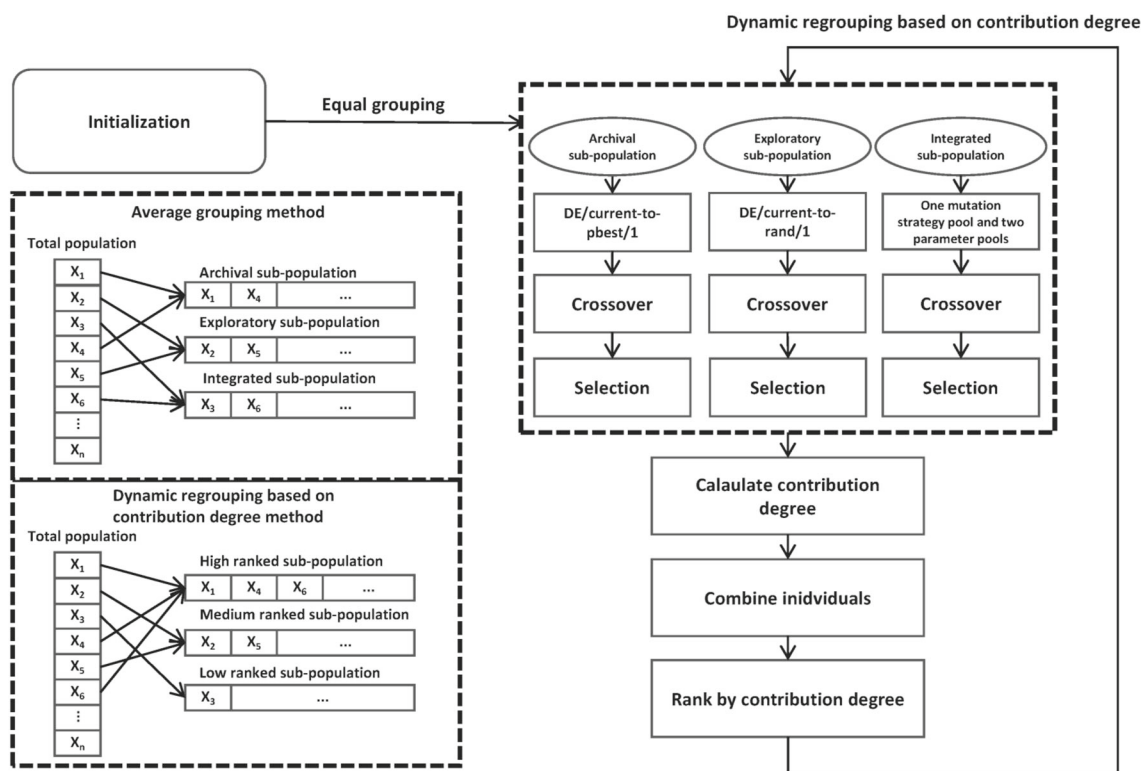 Dynamic regrouping based on contribution degree
Initialization
Equal grouping
Archival
sub-population
Exploratory
sub-population
Integrated
sub-population
DE/current-to-
pbest/1
DE/current-to-
rand/1
One mutation
strategy pool and two
parameter pools
Crossover
Crossover
Crossover
Selection
Selection
Selection
Calaulate contribution
degree
Combine inidviduals
Rank by contribution degree
Average grouping method
Total population
X1
X2
X3
X4
X5
X6
⋮
Xn
Archival sub-population
X1 X4 ...
Exploratory sub-population
X2 X5 ...
Integrated sub-population
X3 X6 ...
Dynamic regrouping based on
contribution degree method
Total population
X1
X2
X3
X4
X5
X6
⋮
Xn
High ranked sub-population
X1 X4 X6 ...
Medium ranked sub-population
X2 X5 ...
Low ranked sub-population
X3 ...